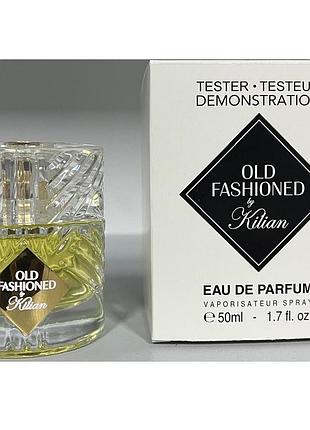 OLD
FASHIONED
by
Kilian
TESTER • TESTEU
DEMONSTRATIO
OLD
FASHIONED
by
Kilian
EAU DE PARFUM
VAPORISATEUR SPRAY
℮50ml - 1.7 fl. oz